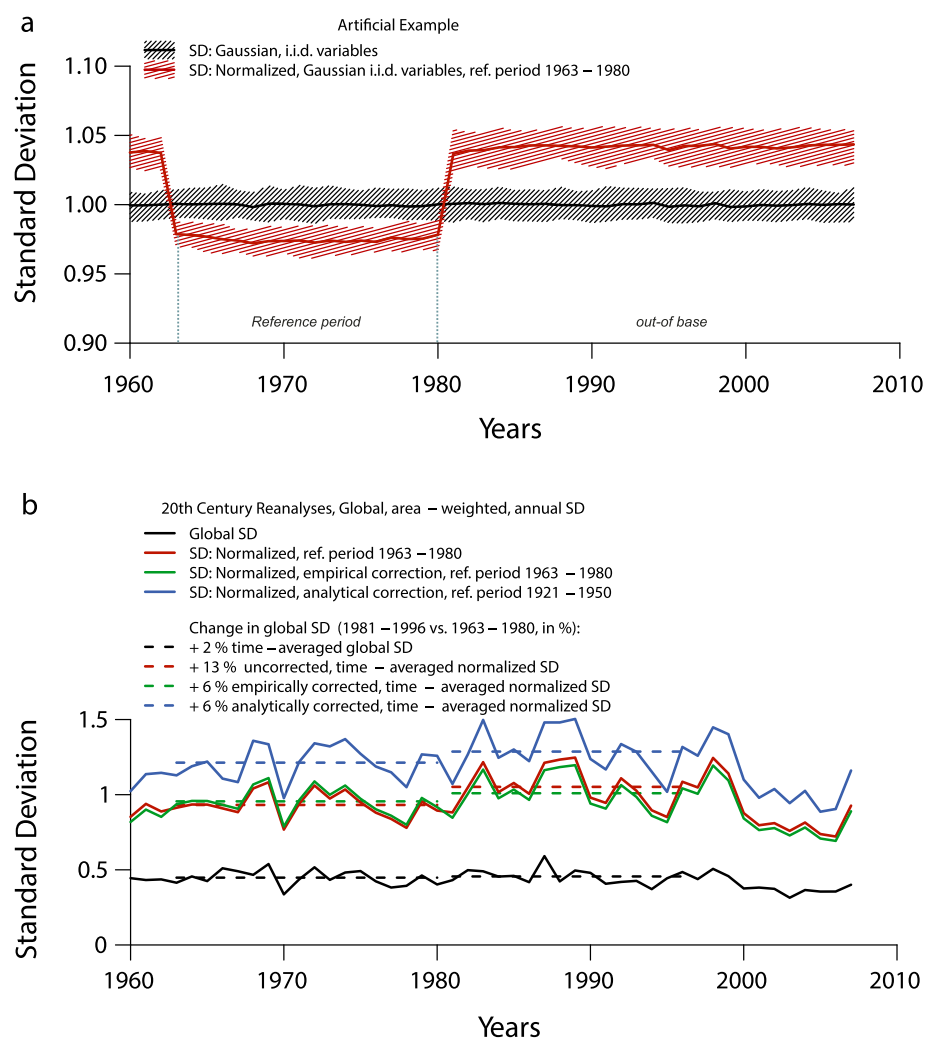 a
Artificial Example
SD: Gaussian, i.i.d. variables
SD: Normalized, Gaussian i.i.d. variables, ref. period 1963 – 1980
1.10
1.05
1.00
0.95
0.90
Standard Deviation
Reference period
out-of base
1960
1970
1980
1990
2000
2010
Years
b
20th Century Reanalyses, Global, area – weighted, annual SD
Global SD
SD: Normalized, ref. period 1963 – 1980
SD: Normalized, empirical correction, ref. period 1963 – 1980
SD: Normalized, analytical correction, ref. period 1921 – 1950
Change in global SD (1981 – 1996 vs. 1963 – 1980, in %):
+ 2 % time – averaged global SD
+ 13 % uncorrected, time – averaged normalized SD
+ 6 % empirically corrected, time – averaged normalized SD
+ 6 % analytically corrected, time – averaged normalized SD
1.5
1
0.5
0
Standard Deviation
1960
1970
1980
1990
2000
2010
Years